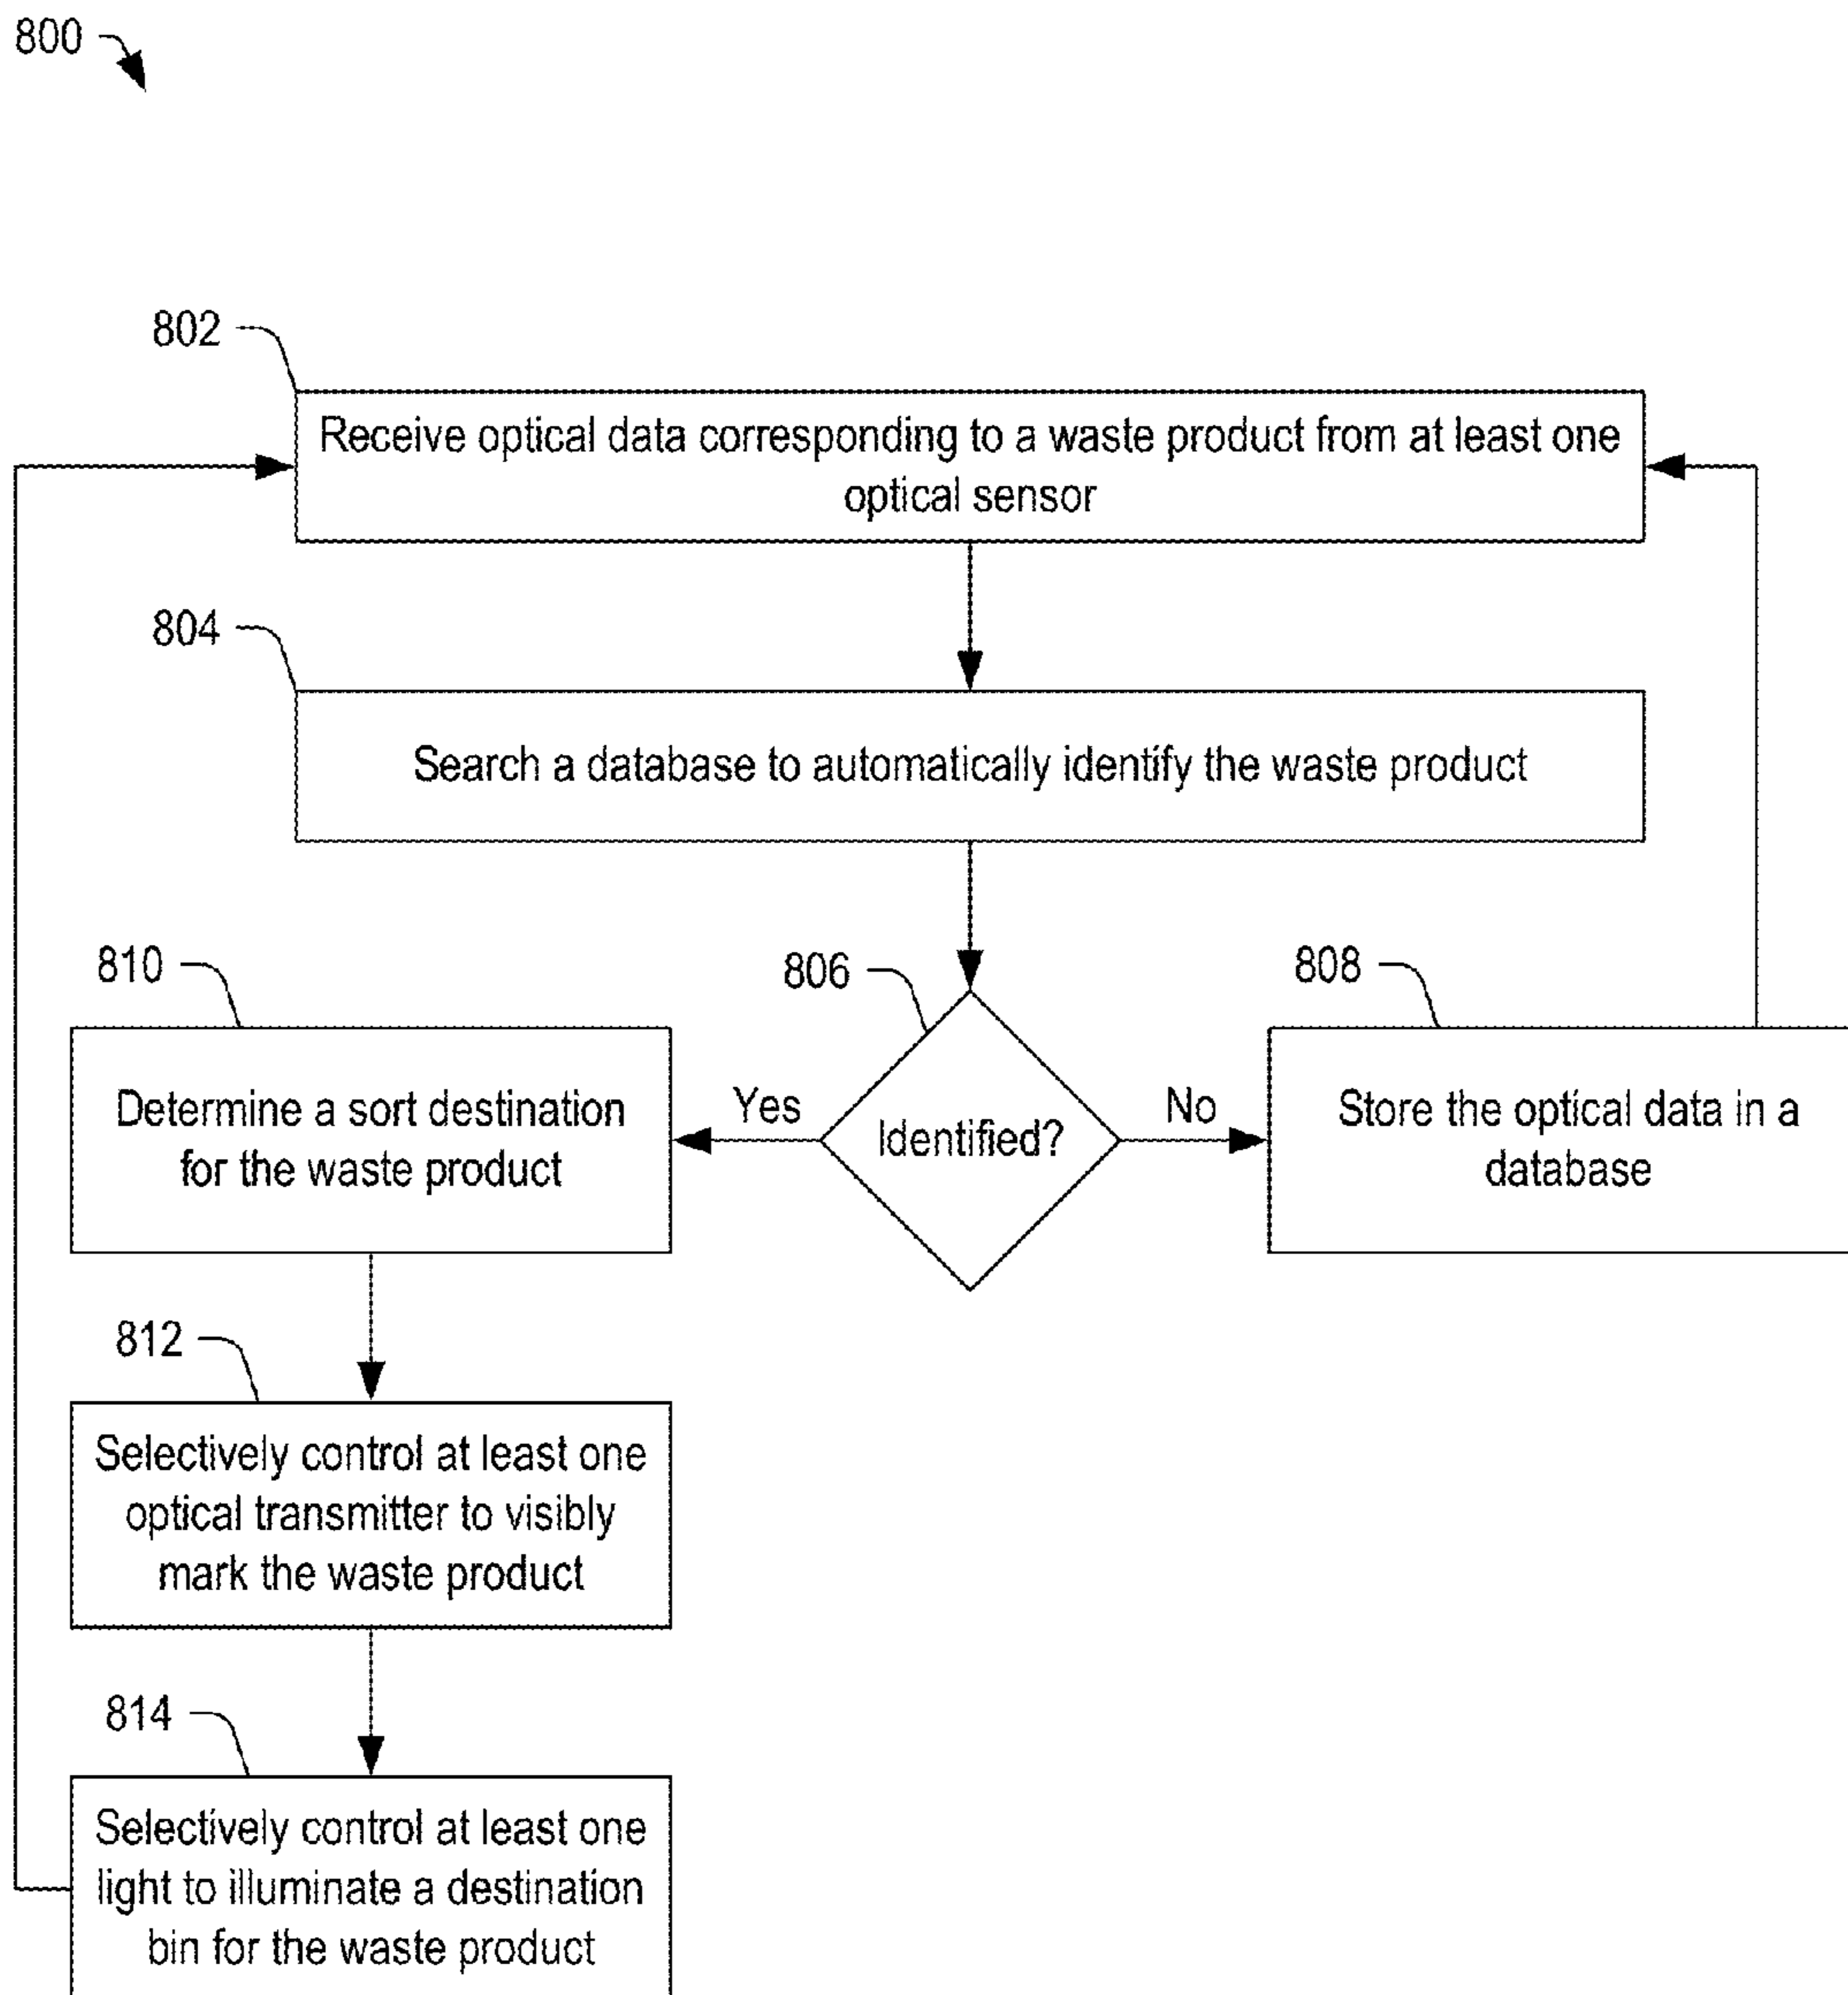 800
802
Receive optical data corresponding to a waste product from at least one
optical sensor
804
Search a database to automatically identify the waste product
810
806
808
Determine a sort destination
for the waste product
Yes
Identified?
No
Store the optical data in a
database
812
Selectively control at least one
optical transmitter to visibly
mark the waste product
814
Selectively control at least one
light to illuminate a destination
bin for the waste product